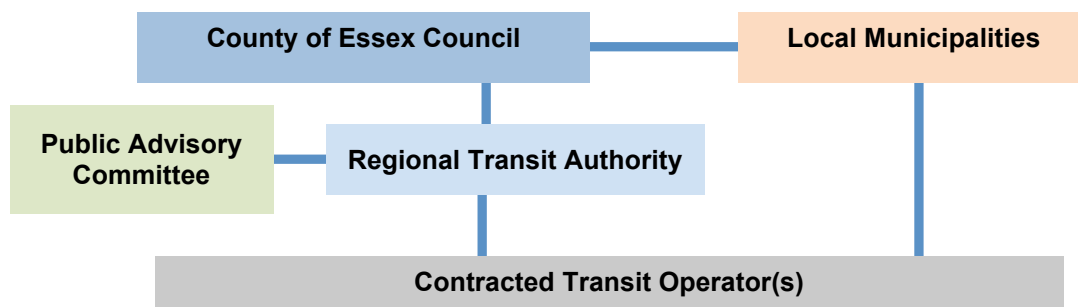 County of Essex Council
Local Municipalities
Public Advisory
Committee
Regional Transit Authority
Contracted Transit Operator(s)